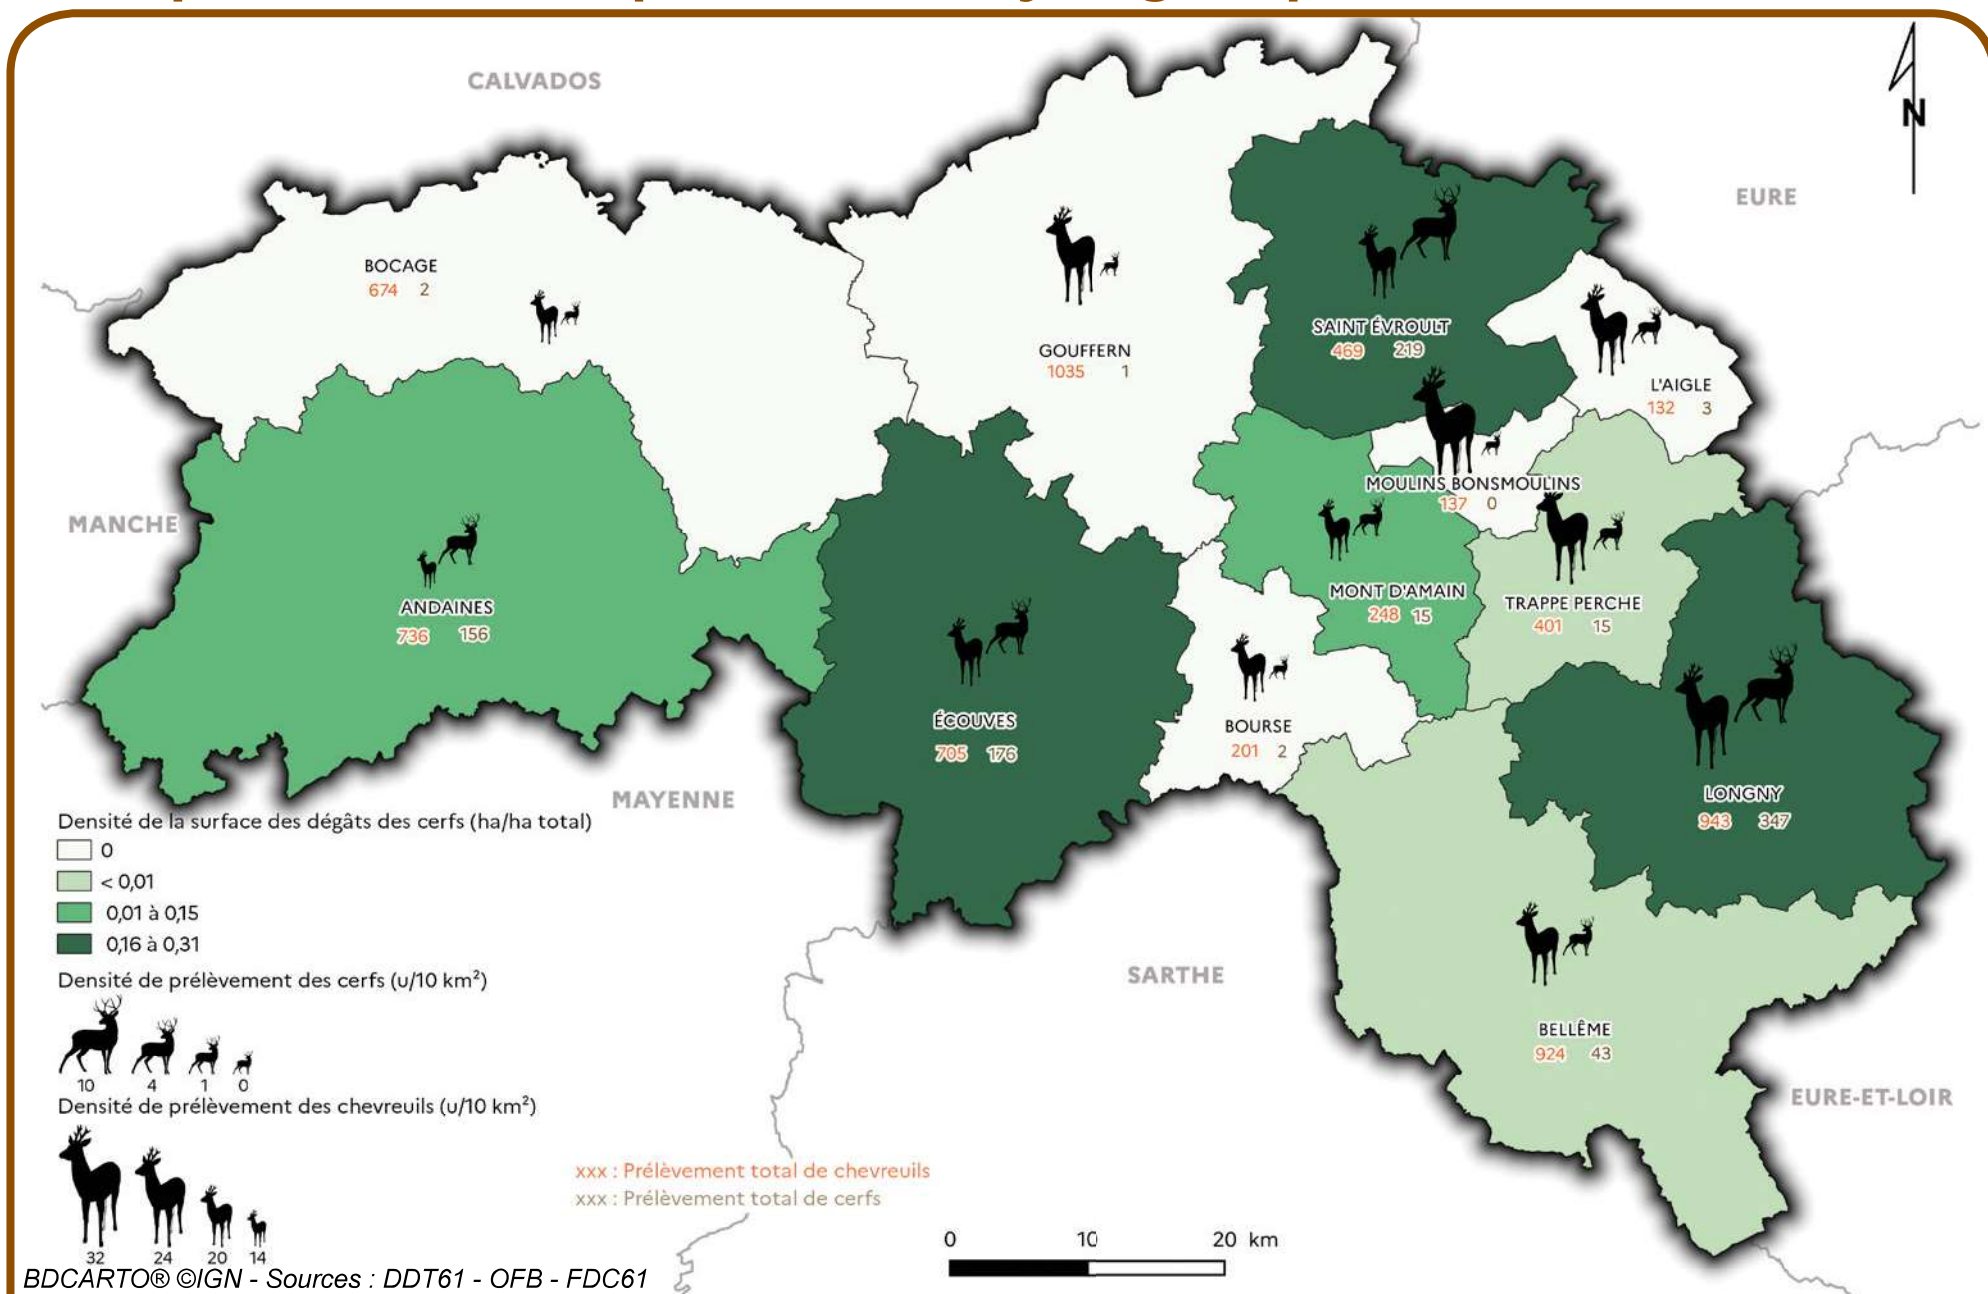 CALVADOS
EURE
N
BOCAGE
674 2
GOUFFERN
1035 1
SAINT ÉVROULT
469 219
L'AIGLE
132 3
MOULINS BONSMOULINS
137 0
MANCHE
ANDAINES
736 156
MONT D'AMAIN
248 15
TRAPPE PERCHE
401 15
ÉCOUVES
705 176
BOURSE
201 2
LONGNY
943 347
MAYENNE
SARTHE
BELLÊME
924 43
EURE-ET-LOIR
Densité de la surface des dégâts des cerfs (ha/ha total)
0
< 0,01
0,01 à 0,15
0,16 à 0,31
Densité de prélèvement des cerfs (u/10 km²)
10 4 1 0
Densité de prélèvement des chevreuils (u/10 km²)
32 24 20 14
xxx : Prélèvement total de chevreuils
xxx : Prélèvement total de cerfs
0 10 20 km
BDCARTO® ©IGN - Sources : DDT61 - OFB - FDC61